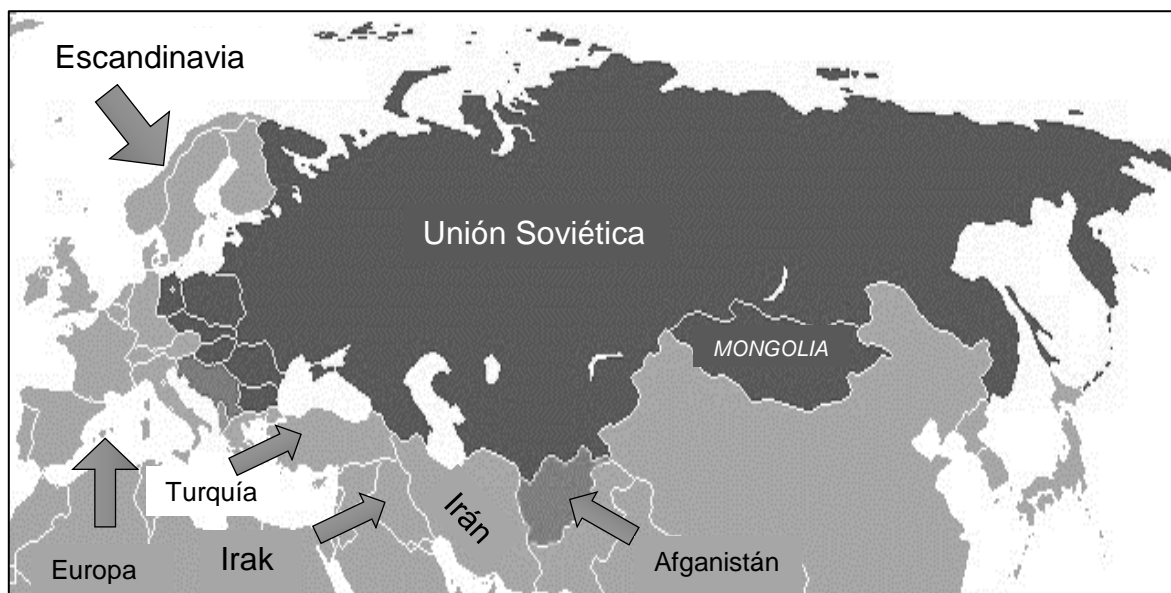 Escandinavia
Unión Soviética
MONGOLIA
Turquía
Irán
Europa
Irak
Afganistán